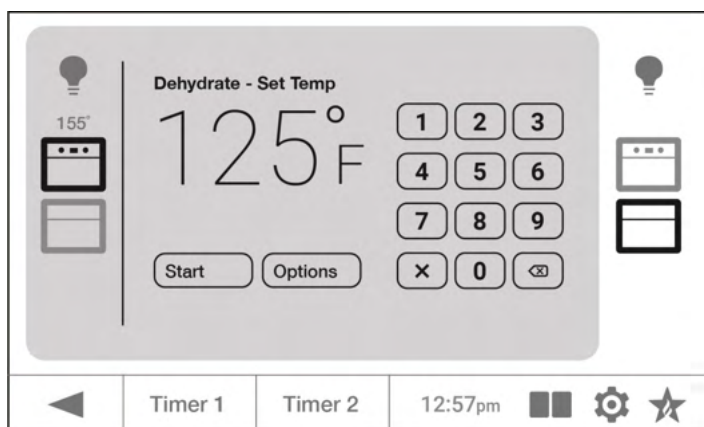 Dehydrate - Set Temp
155°
125°F
1 2 3
4 5 6
7 8 9
× 0
Start Options
Timer 1 Timer 2 12:57pm